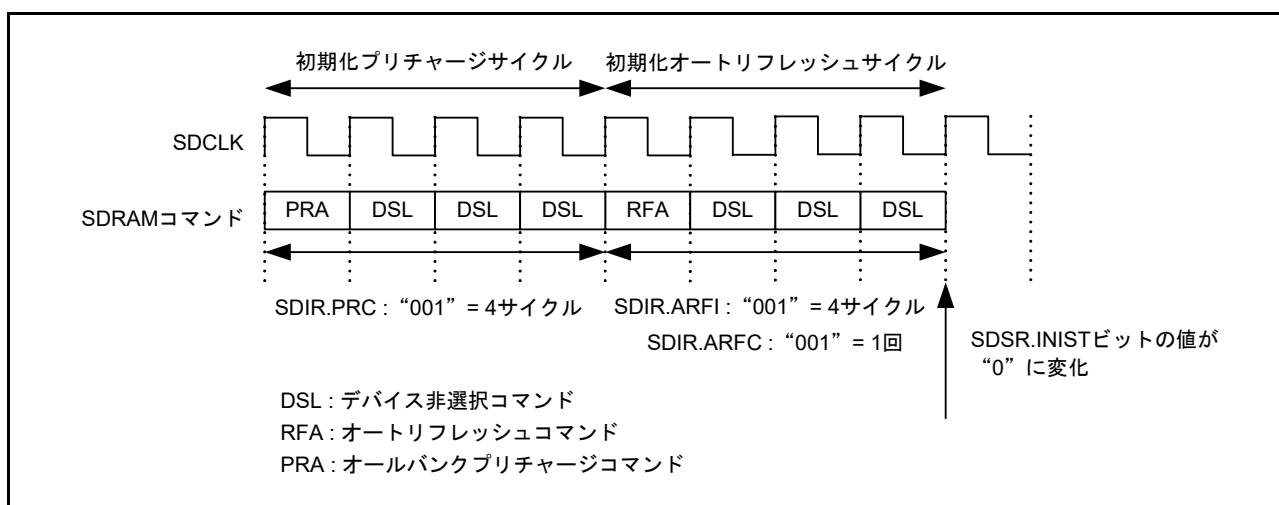 初期化プリチャージサイクル 初期化オートリフレッシュサイクル
SDCLK
SDRAMコマンド PRA DSL DSL DSL RFA DSL DSL DSL
SDIR.PRC : “001” = 4サイクル SDIR.ARFI : “001” = 4サイクル
SDIR.ARFC : “001” = 1回
SDSR.INISTビットの値が
“0” に変化
DSL : デバイス非選択コマンド
RFA : オートリフレッシュコマンド
PRA : オールバンクプリチャージコマンド